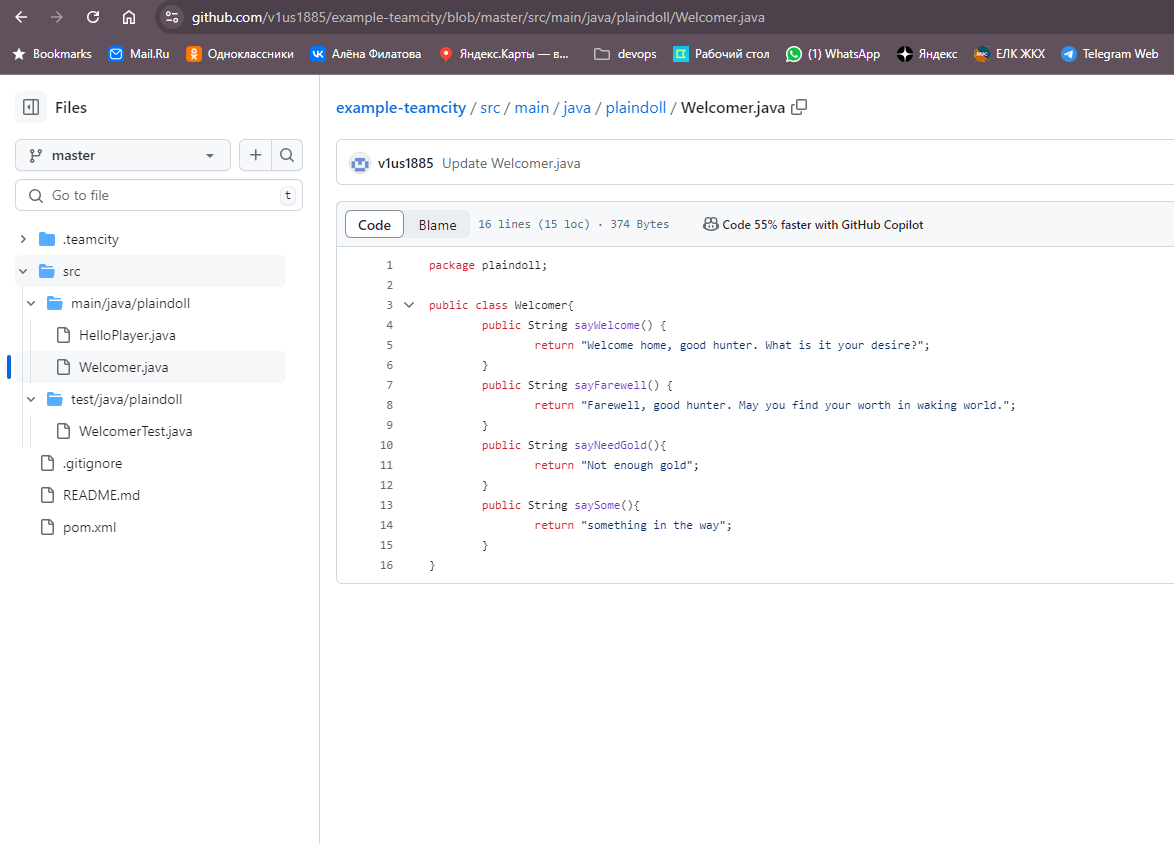 github.com/v1us1885/example-teamcity/blob/master/src/main/java/plaindoll/Welcomer.java
Bookmarks Mail.Ru Одноклассники Алёна Филатова Яндекс.Карты — в... devops Рабочий стол (1) WhatsApp Яндекс ЕЛК ЖКХ Telegram Web
Files
master
Go to file t
.teamcity
src
main/java/plaindoll
HelloPlayer.java
Welcomer.java
test/java/plaindoll
WelcomerTest.java
.gitignore
README.md
pom.xml
example-teamcity / src / main / java / plaindoll / Welcomer.java
v1us1885 Update Welcomer.java
Code Blame 16 lines (15 loc) · 374 Bytes Code 55% faster with GitHub Copilot
1 package plaindoll;
2
3 public class Welcomer{
4 public String sayWelcome() {
5 return "Welcome home, good hunter. What is it your desire?";
6 }
7 public String sayFarewell() {
8 return "Farewell, good hunter. May you find your worth in waking world.";
9 }
10 public String sayNeedGold(){
11 return "Not enough gold";
12 }
13 public String saySome(){
14 return "something in the way";
15 }
16 }